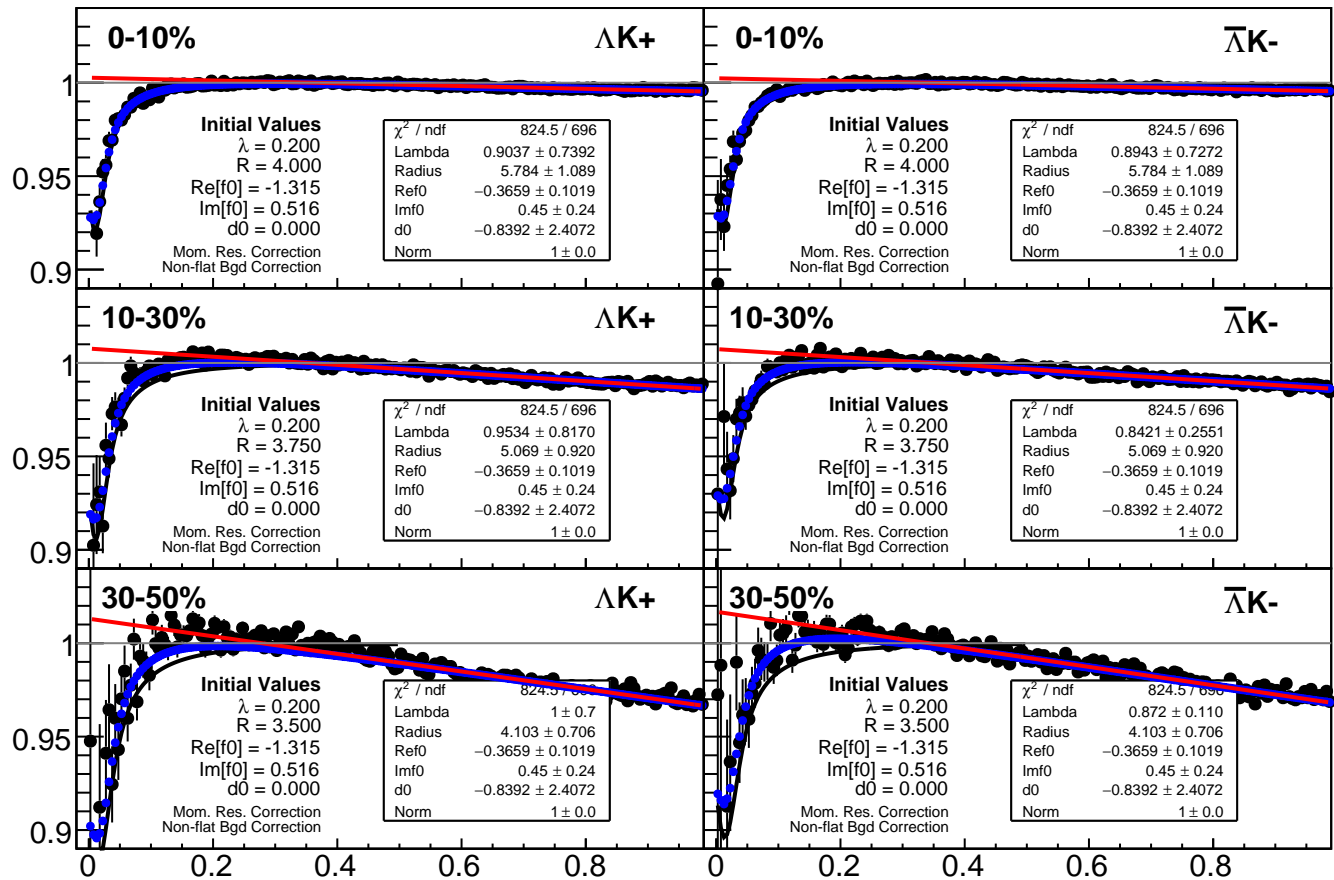 0-10%
ΛK+
1
0.95
0.9
Initial Values
λ = 0.200
R = 4.000
Re[f0] = -1.315
Im[f0] = 0.516
d0 = 0.000
Mom. Res. Correction
Non-flat Bgd Correction
χ² / ndf 824.5 / 696
Lambda 0.9037 ± 0.7392
Radius 5.784 ± 1.089
Ref0 −0.3659 ± 0.1019
Imf0 0.45 ± 0.24
d0 −0.8392 ± 2.4072
Norm 1 ± 0.0
0-10%
Λ̅K-
Initial Values
λ = 0.200
R = 4.000
Re[f0] = -1.315
Im[f0] = 0.516
d0 = 0.000
Mom. Res. Correction
Non-flat Bgd Correction
χ² / ndf 824.5 / 696
Lambda 0.8943 ± 0.7272
Radius 5.784 ± 1.089
Ref0 −0.3659 ± 0.1019
Imf0 0.45 ± 0.24
d0 −0.8392 ± 2.4072
Norm 1 ± 0.0
10-30%
ΛK+
1
0.95
0.9
Initial Values
λ = 0.200
R = 3.750
Re[f0] = -1.315
Im[f0] = 0.516
d0 = 0.000
Mom. Res. Correction
Non-flat Bgd Correction
χ² / ndf 824.5 / 696
Lambda 0.9534 ± 0.8170
Radius 5.069 ± 0.920
Ref0 −0.3659 ± 0.1019
Imf0 0.45 ± 0.24
d0 −0.8392 ± 2.4072
Norm 1 ± 0.0
10-30%
Λ̅K-
Initial Values
λ = 0.200
R = 3.750
Re[f0] = -1.315
Im[f0] = 0.516
d0 = 0.000
Mom. Res. Correction
Non-flat Bgd Correction
χ² / ndf 824.5 / 696
Lambda 0.8421 ± 0.2551
Radius 5.069 ± 0.920
Ref0 −0.3659 ± 0.1019
Imf0 0.45 ± 0.24
d0 −0.8392 ± 2.4072
Norm 1 ± 0.0
30-50%
ΛK+
1
0.95
0.9
Initial Values
λ = 0.200
R = 3.500
Re[f0] = -1.315
Im[f0] = 0.516
d0 = 0.000
Mom. Res. Correction
Non-flat Bgd Correction
χ² / ndf 824.5 / 696
Lambda 1 ± 0.7
Radius 4.103 ± 0.706
Ref0 −0.3659 ± 0.1019
Imf0 0.45 ± 0.24
d0 −0.8392 ± 2.4072
Norm 1 ± 0.0
30-50%
Λ̅K-
Initial Values
λ = 0.200
R = 3.500
Re[f0] = -1.315
Im[f0] = 0.516
d0 = 0.000
Mom. Res. Correction
Non-flat Bgd Correction
χ² / ndf 824.5 / 696
Lambda 0.872 ± 0.110
Radius 4.103 ± 0.706
Ref0 −0.3659 ± 0.1019
Imf0 0.45 ± 0.24
d0 −0.8392 ± 2.4072
Norm 1 ± 0.0
0 0.2 0.4 0.6 0.8 0 0.2 0.4 0.6 0.8